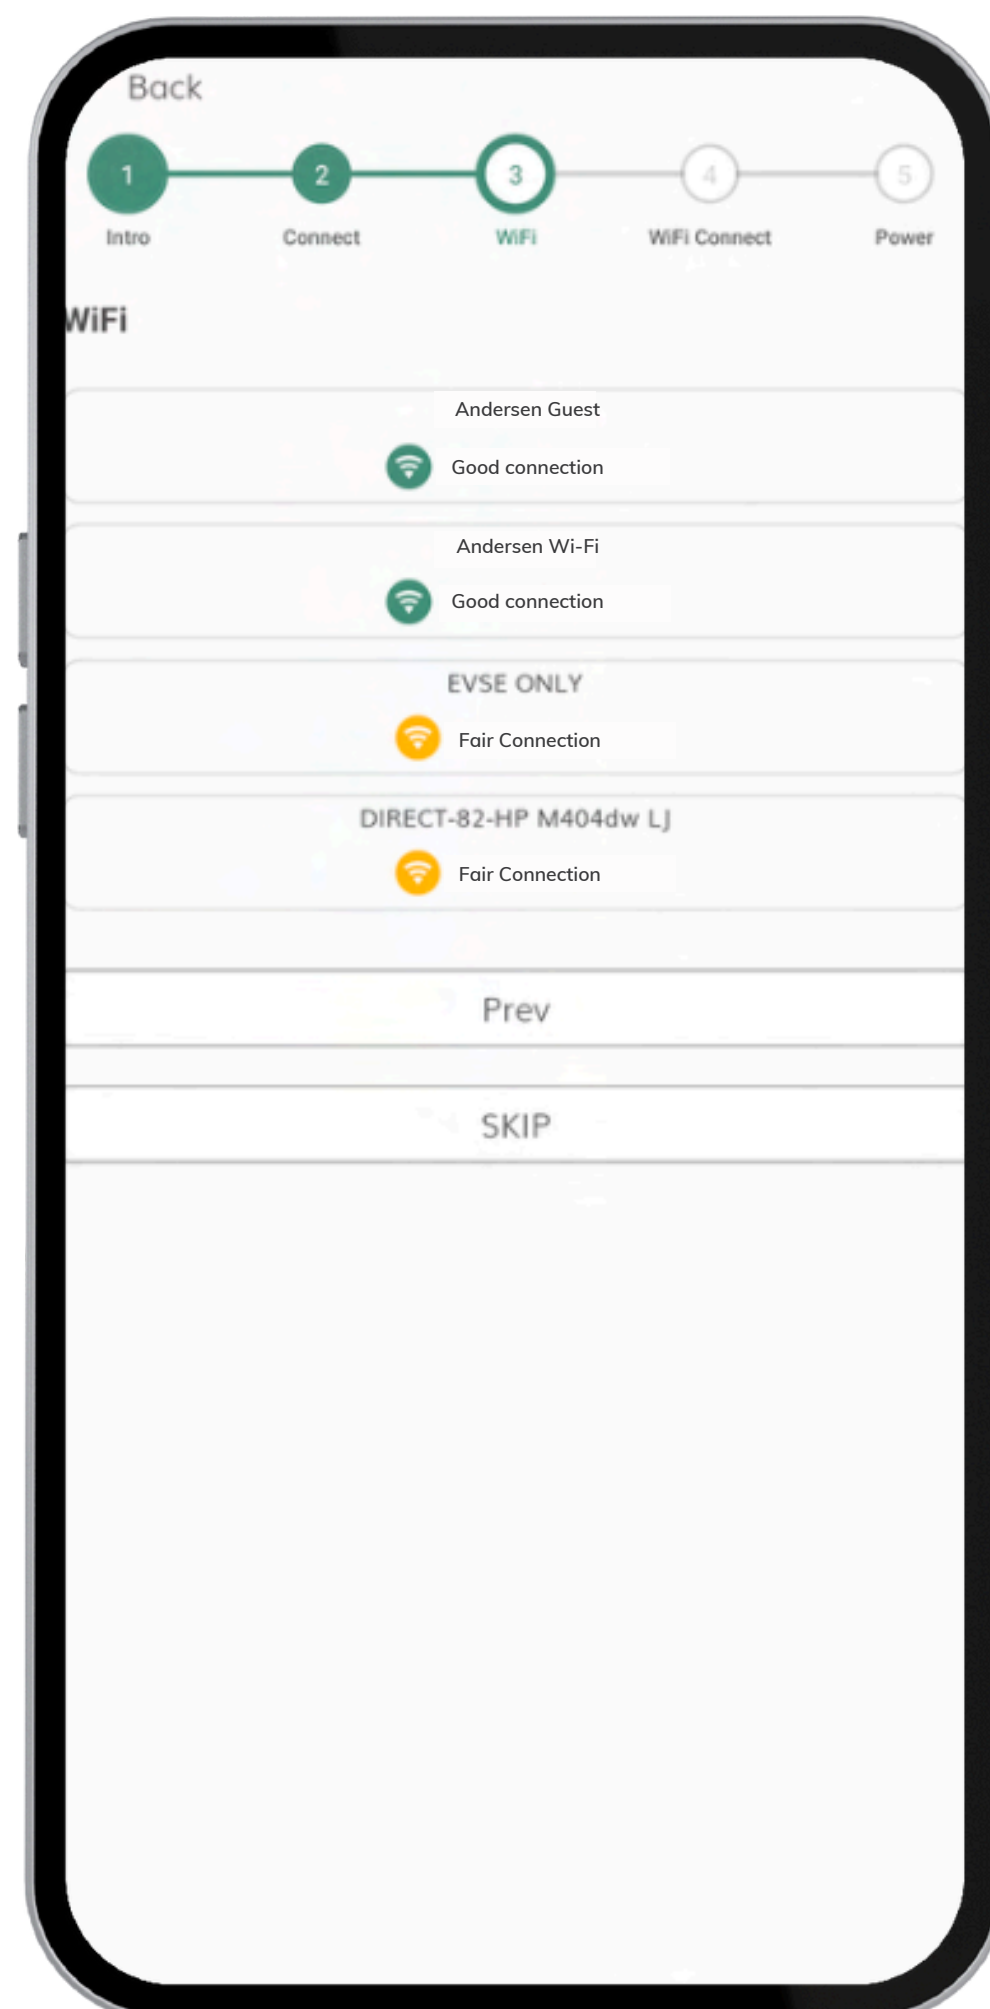 Back
1 2 3 4 5
Intro Connect WiFi WiFi Connect Power
WiFi
Andersen Guest
Good connection
Andersen Wi-Fi
Good connection
EVSE ONLY
Fair Connection
DIRECT-82-HP M404dw LJ
Fair Connection
Prev
SKIP